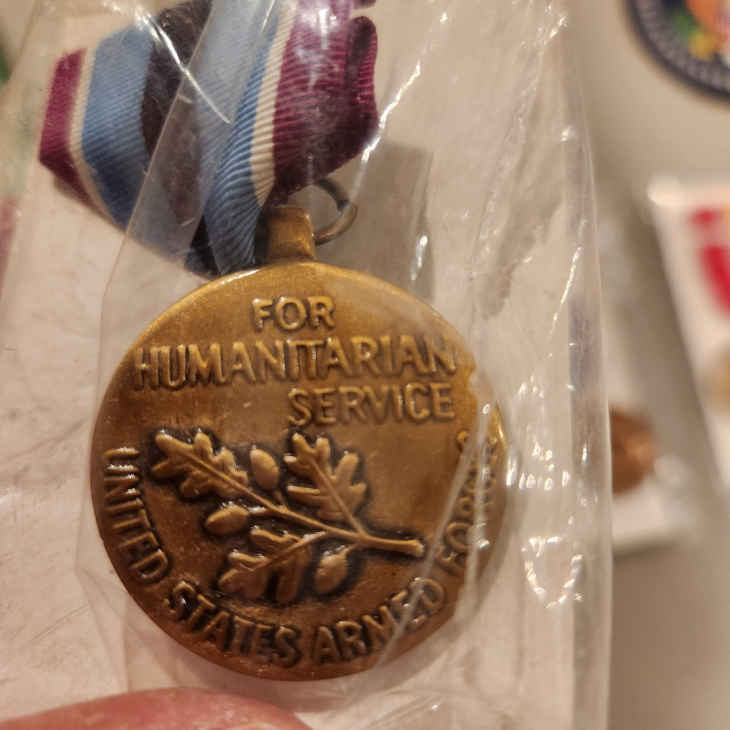 FOR
HUMANITARIAN
SERVICE
UNITED STATES ARMED FORCES